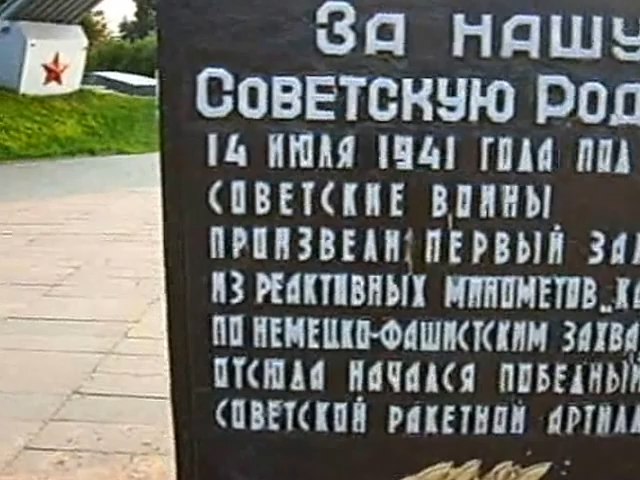 За нашу
Советскую Род
14 июля 1941 года под
советские воины
произвели первый зал
из реактивных минометов „Ка
по немецко-фашистским захва
отсюда начался победный
советской ракетной артилл